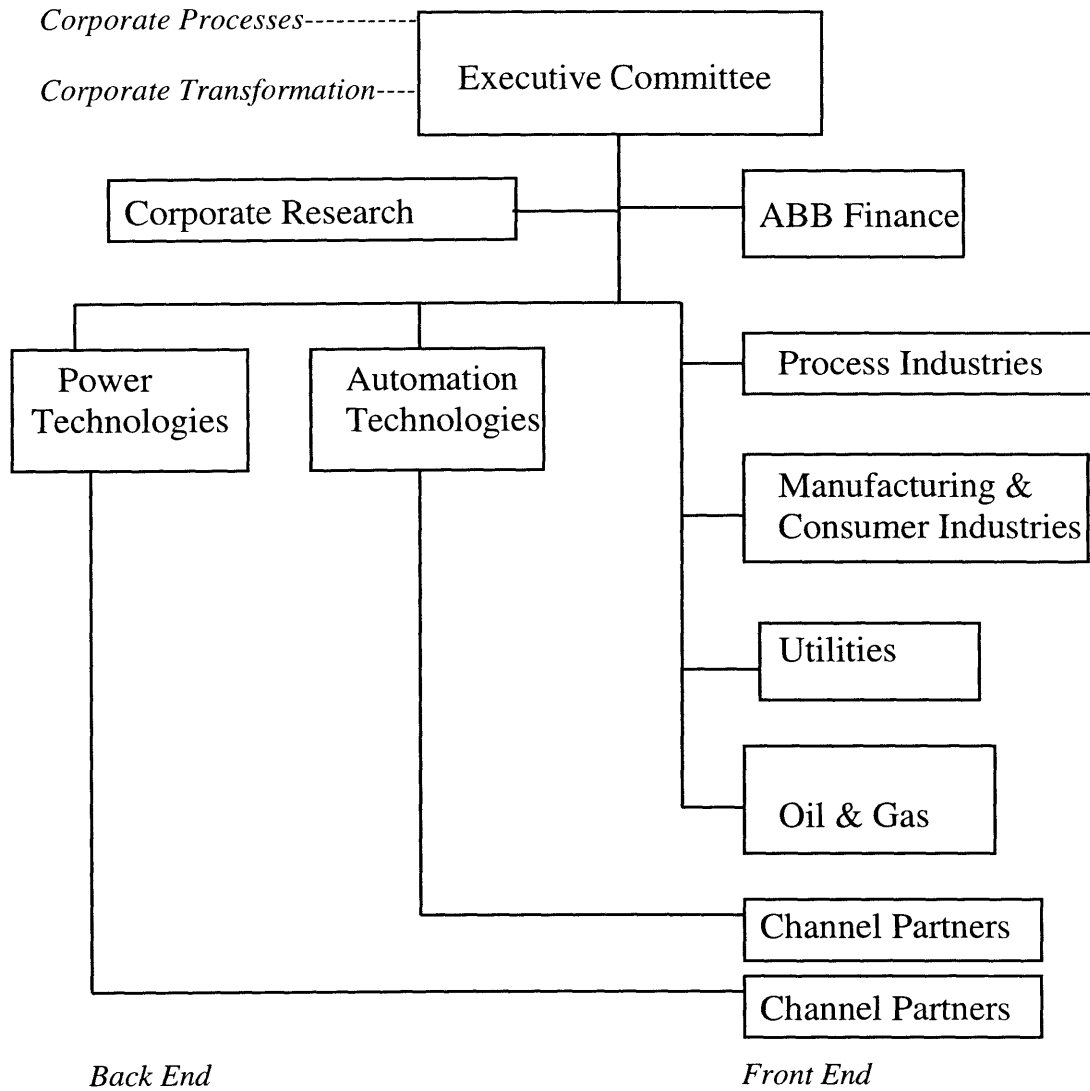 Corporate Processes-----------
Executive Committee
Corporate Transformation----
Corporate Research
ABB Finance
Power
Technologies
Automation
Technologies
Process Industries
Manufacturing &
Consumer Industries
Utilities
Oil & Gas
Channel Partners
Channel Partners
Back End
Front End